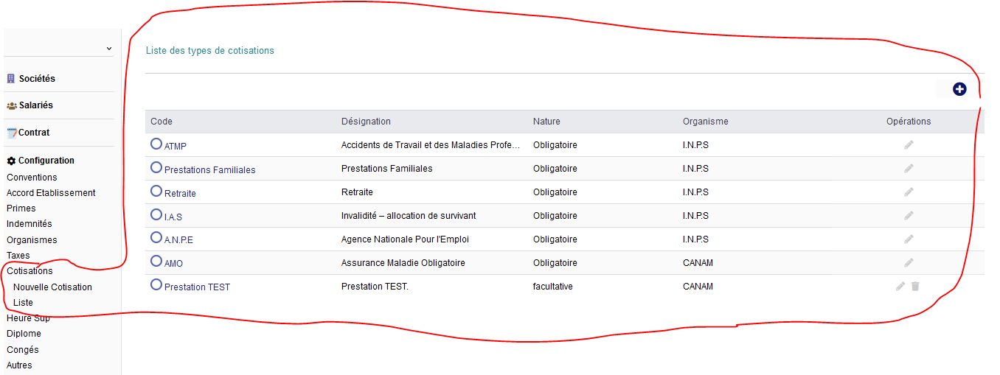 Liste des types de cotisations
Sociétés
Salariés
Contrat
Configuration
Conventions
Accord Etablissement
Primes
Indemnités
Organismes
Taxes
Cotisations
Nouvelle Cotisation
Liste
Heure Sup
Diplome
Congés
Autres
Code Désignation Nature Organisme Opérations
ATMP Accidents de Travail et des Maladies Profe... Obligatoire I.N.P.S
Prestations Familiales Prestations Familiales Obligatoire I.N.P.S
Retraite Retraite Obligatoire I.N.P.S
I.A.S Invalidité – allocation de survivant Obligatoire I.N.P.S
A.N.P.E Agence Nationale Pour l'Emploi Obligatoire I.N.P.S
AMO Assurance Maladie Obligatoire Obligatoire CANAM
Prestation TEST Prestation TEST. facultative CANAM